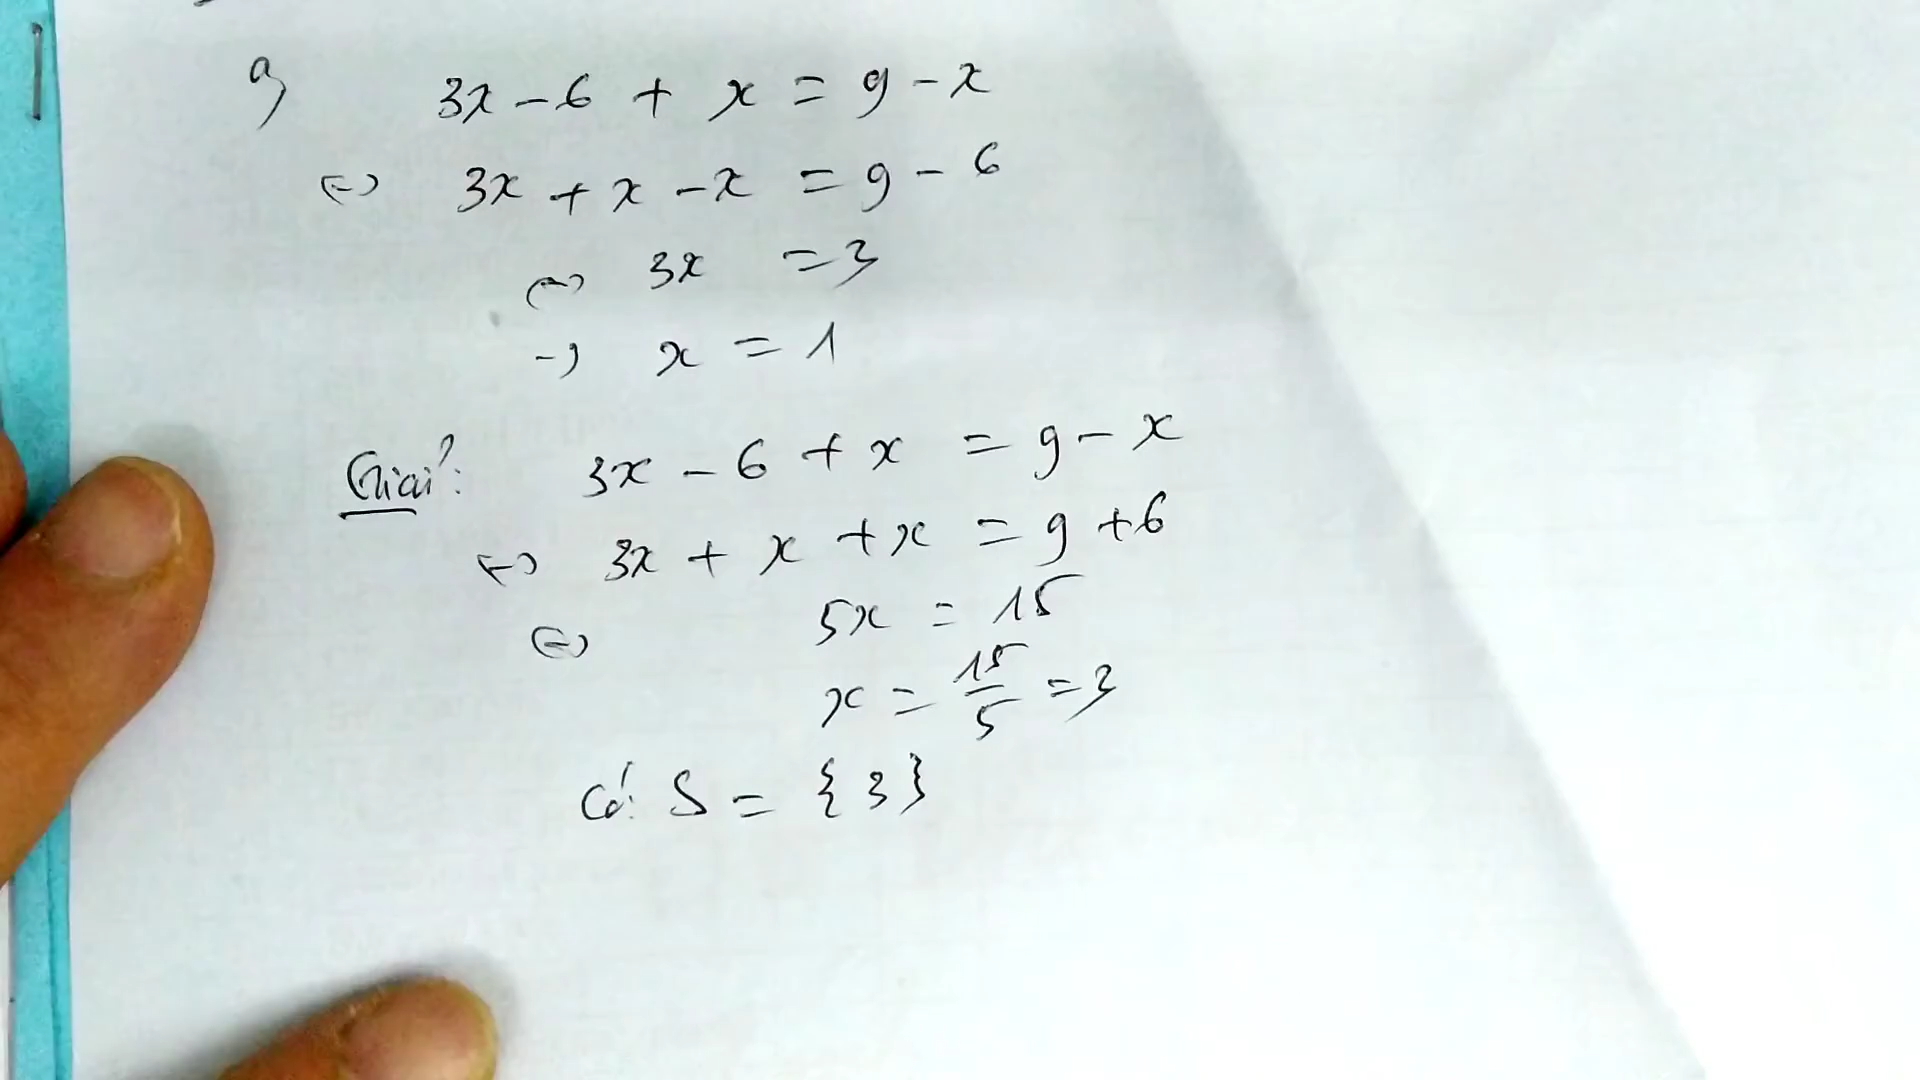 a) 3x - 6 + x = 9 - x
⇔ 3x + x - x = 9 - 6
⇔ 3x = 3
⇔ x = 1
Giải: 3x - 6 + x = 9 - x
⇔ 3x + x + x = 9 + 6
⇔ 5x = 15
x = 15/5 = 3
Có: S = {3}